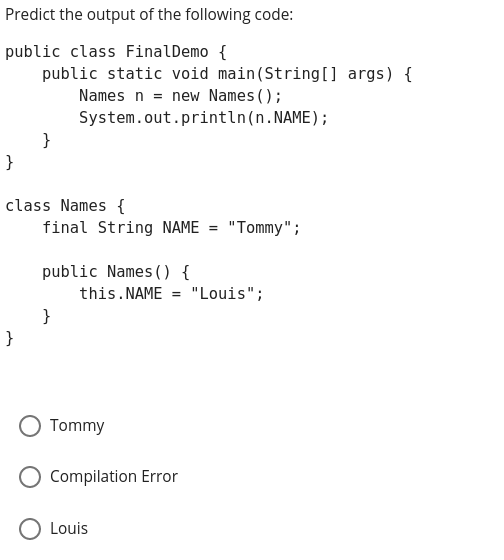 Predict the output of the following code:
public class FinalDemo {
    public static void main(String[] args) {
        Names n = new Names();
        System.out.println(n.NAME);
    }
}
class Names {
    final String NAME = "Tommy";
    public Names() {
        this.NAME = "Louis";
    }
}
Tommy
Compilation Error
Louis